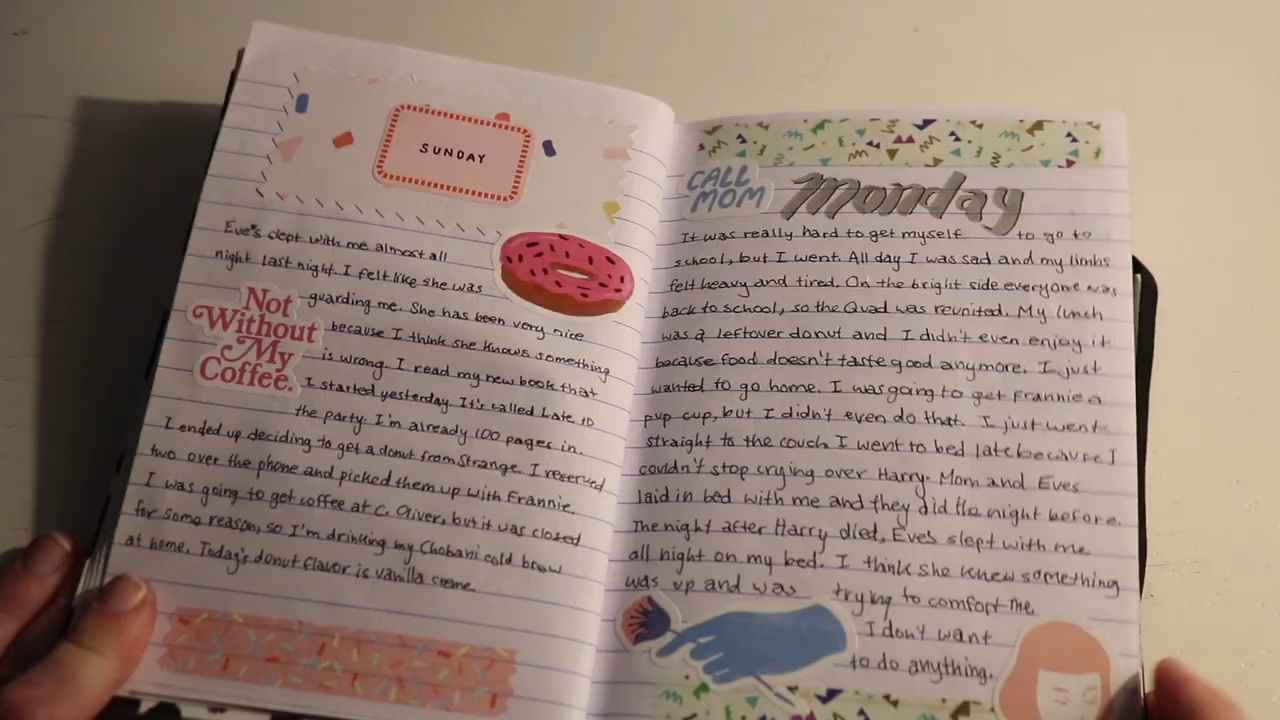 SUNDAY
Eve's slept with me almost all
night last night. I felt like she was
guarding me. She has been very nice
because I think she knows something
is wrong. I read my new book that
I started yesterday. It's called Late to
the party. I'm already 100 pages in.
Not
Without
My
Coffee.
I ended up deciding to get a donut from Strange. I reserved
two over the phone and picked them up with Frannie.
I was going to get coffee at C. Oliver, but it was closed
for some reason, so I'm drinking my Chobani cold brew
at home. Today's donut flavor is vanilla creme.
CALL
MOM
monday
It was really hard to get myself to go to
school, but I went. All day I was sad and my limbs
felt heavy and tired. On the bright side everyone was
back to school, so the Quad was reunited. My lunch
was a leftover donut and I didn't even enjoy it
because food doesn't taste good anymore. I just
wanted to go home. I was going to get Frannie a
pup cup, but I didn't even do that. I just went
straight to the couch. I went to bed late because I
couldn't stop crying over Harry. Mom and Eves
laid in bed with me and they did the night before.
The night after Harry died, Eve's slept with me
all night on my bed. I think she knew something
was up and was trying to comfort me.
I don't want
to do anything.